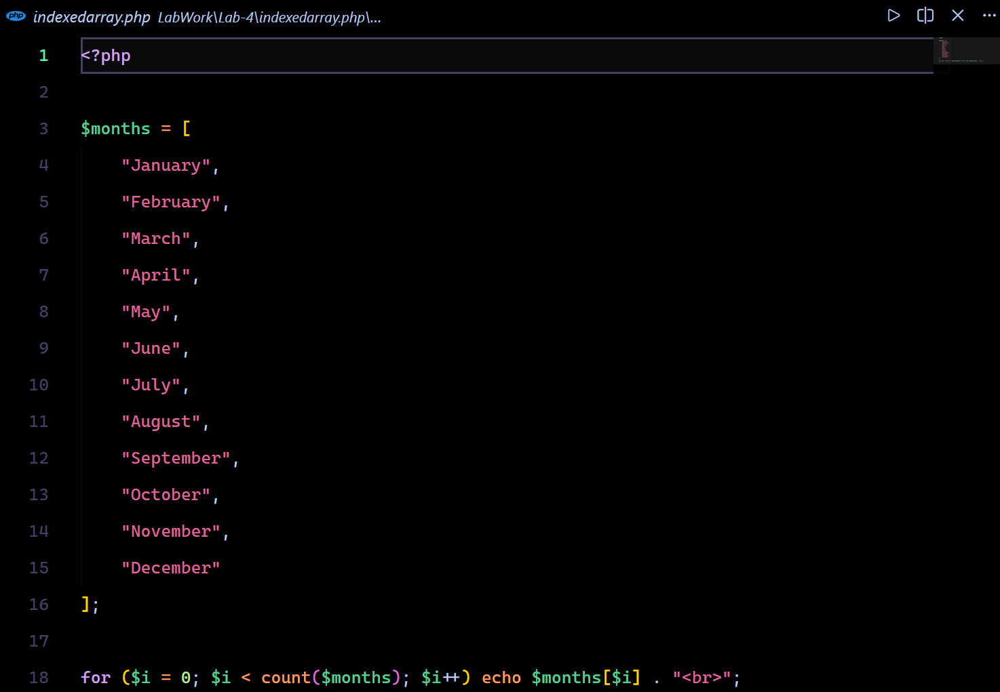 php indexedarray.php LabWork\Lab-4\indexedarray.php\...
1 <?php
2
3 $months = [
4 "January",
5 "February",
6 "March",
7 "April",
8 "May",
9 "June",
10 "July",
11 "August",
12 "September",
13 "October",
14 "November",
15 "December"
16 ];
17
18 for ($i = 0; $i < count($months); $i++) echo $months[$i] . "<br>";